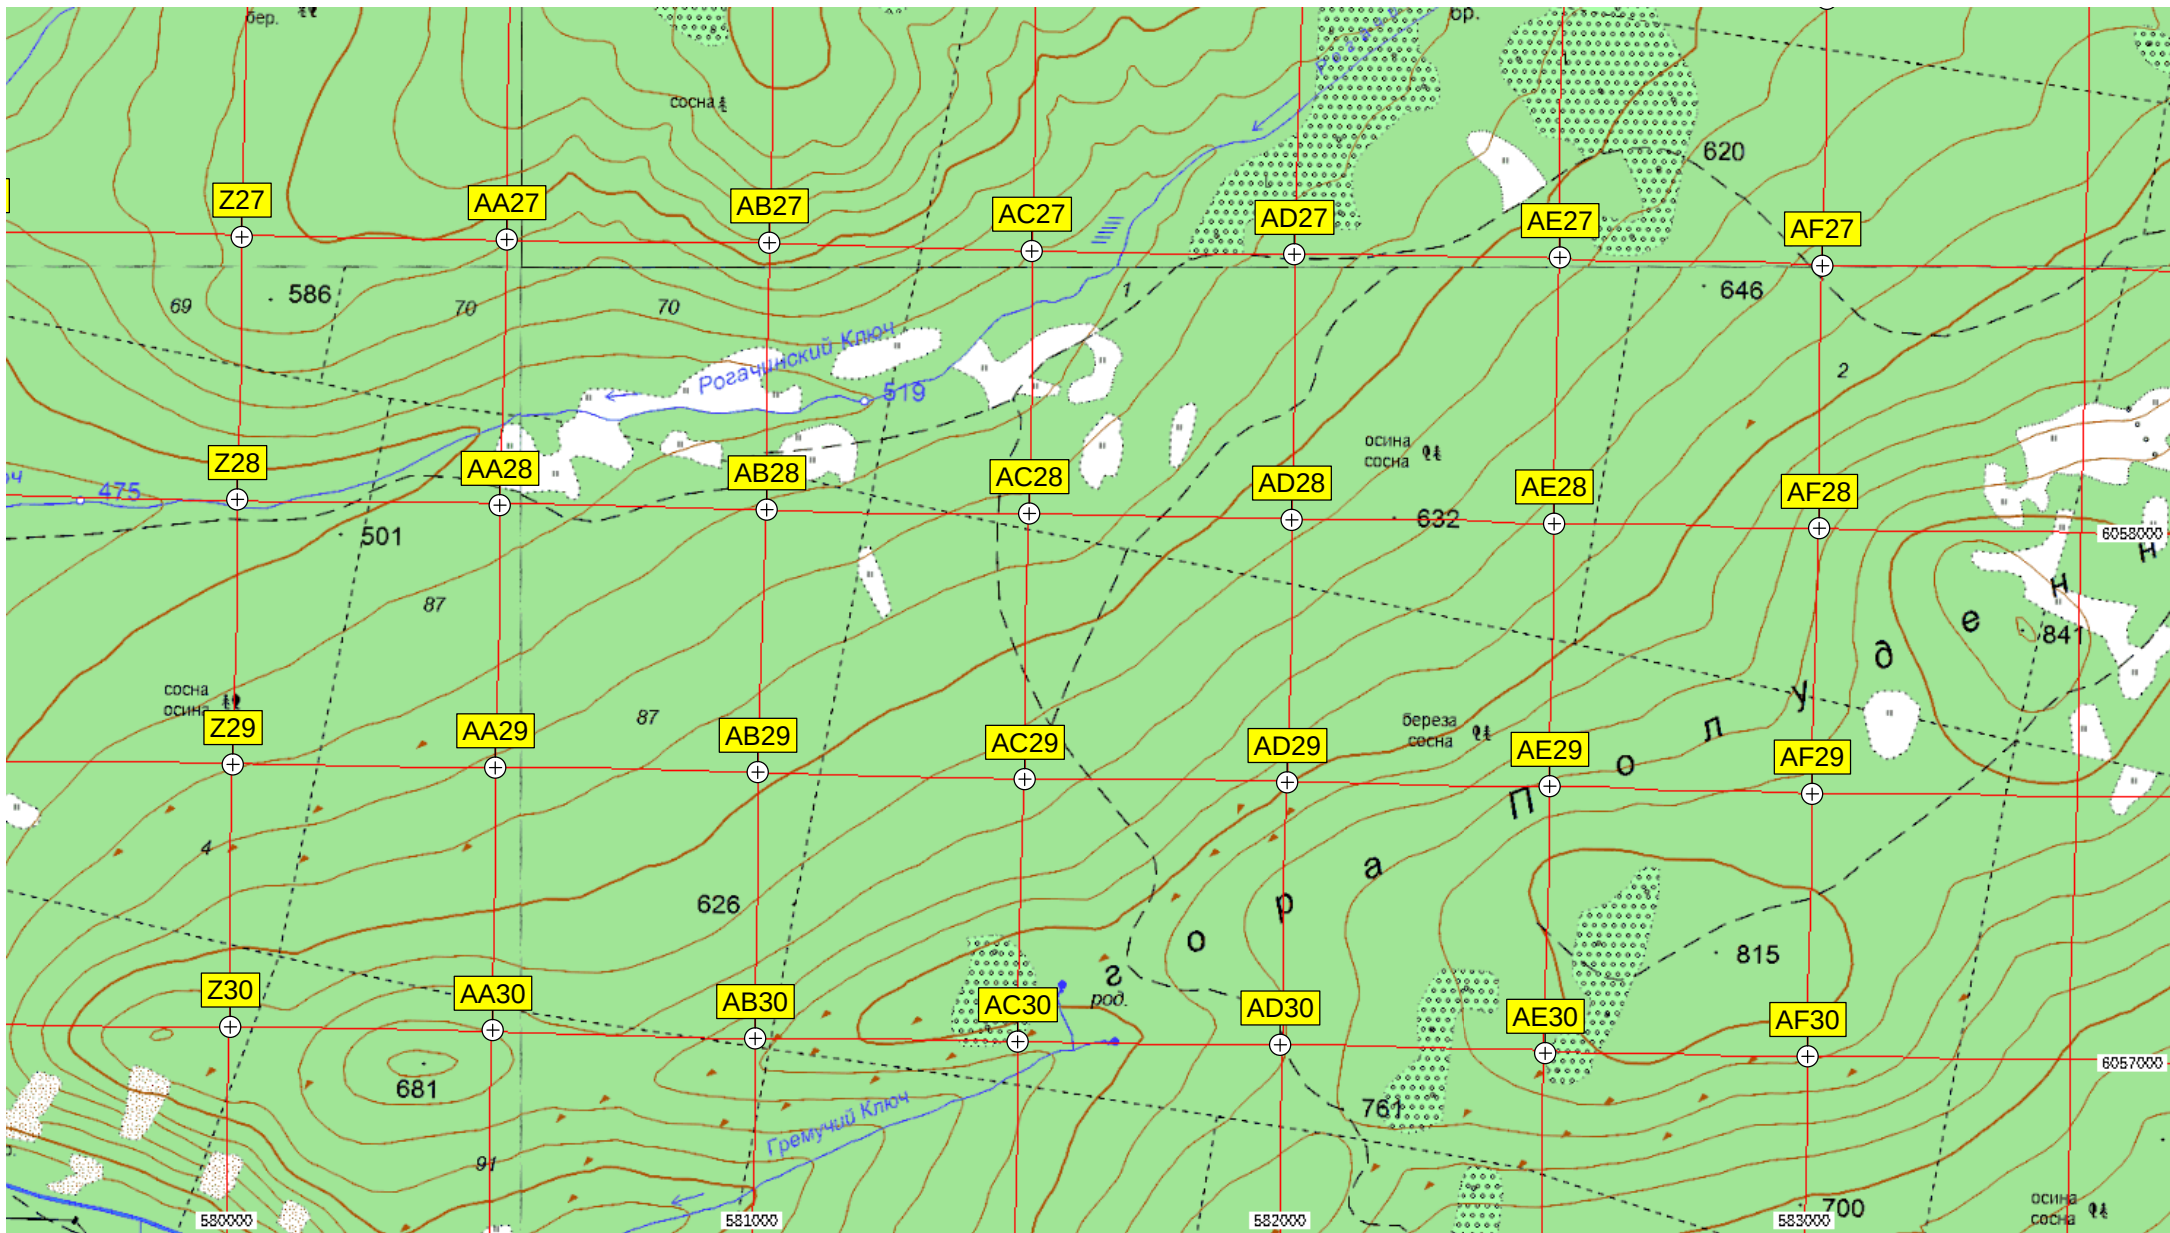 бер.
бр.
сосна
620
Z27
AA27
AB27
AC27
AD27
AE27
AF27
69
586
70
70
1
646
Рогачинский Ключ
519
2
осина
сосна
Z28
475
AA28
AB28
AC28
AD28
AE28
AF28
501
632
6058000
87
841
сосна
осина
Z29
87
AA29
AB29
AC29
AD29
береза
сосна
AE29
AF29
г о р а П о л у д е н н
4
626
815
Z30
AA30
AB30
AC30
род.
AD30
AE30
AF30
681
6057000
Гремучий Ключ
761
91
осина
сосна
700
580000
581000
582000
583000